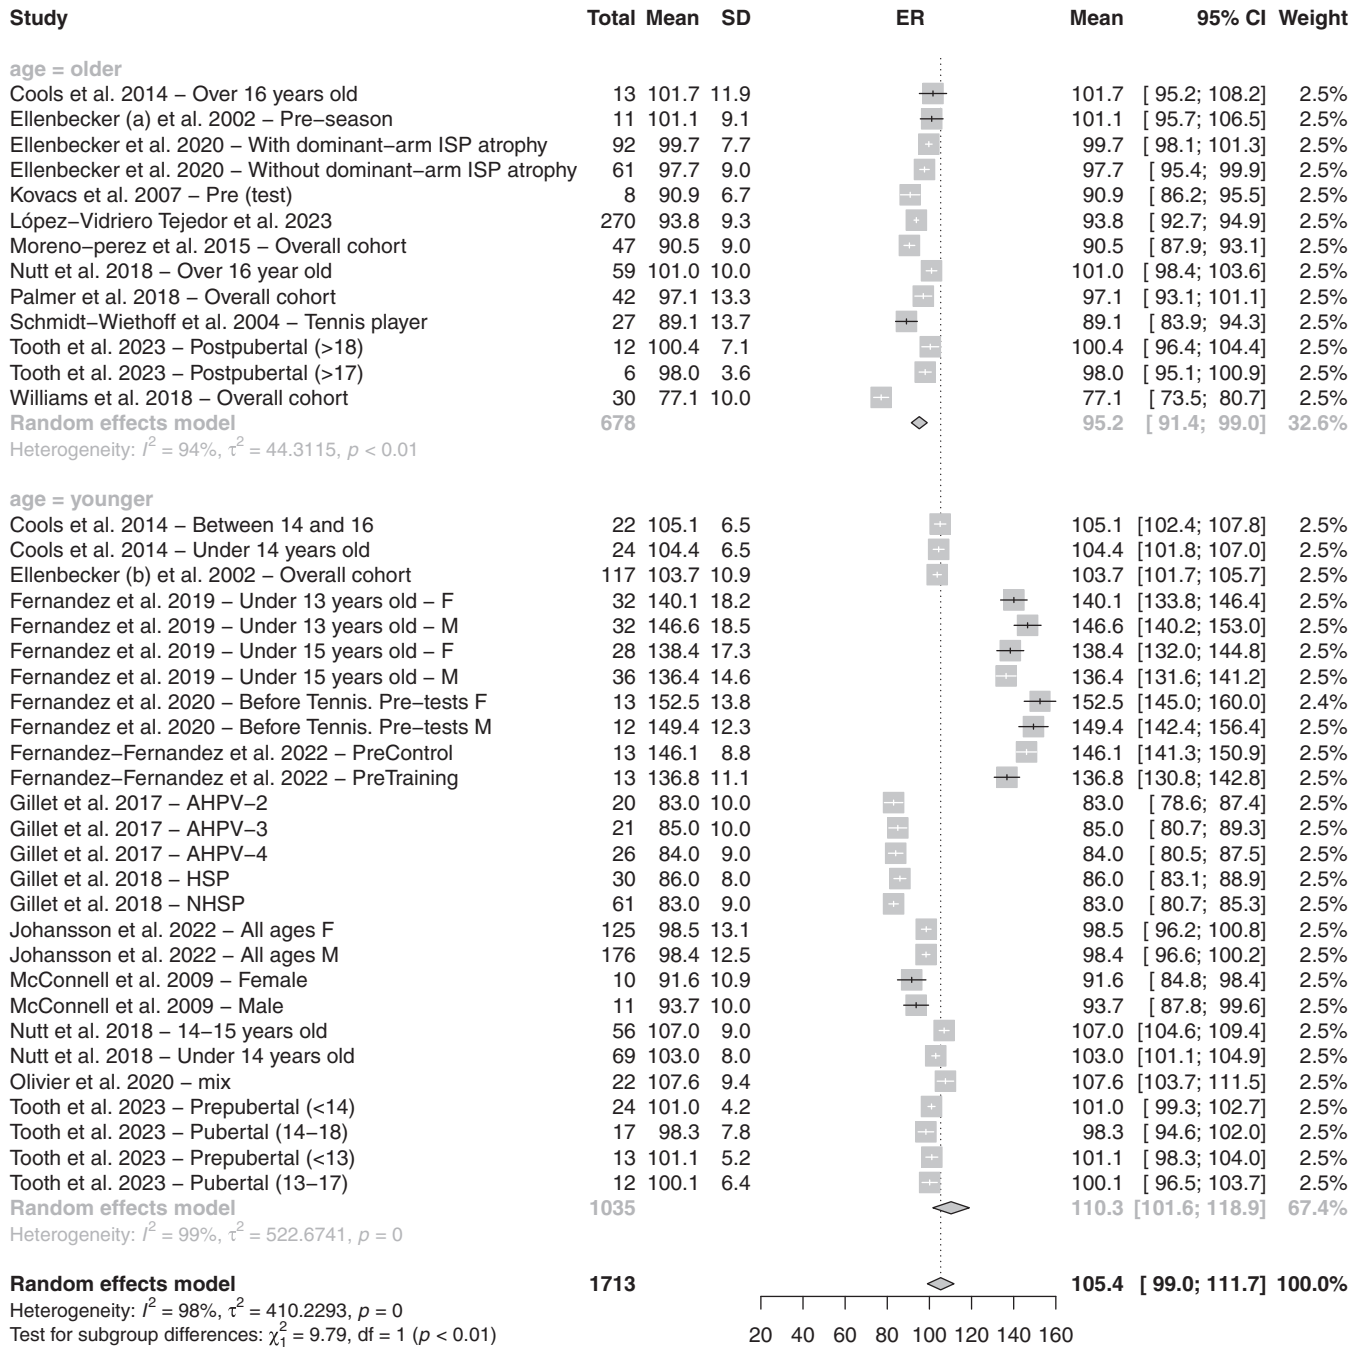 Study Total Mean SD ER Mean 95% CI Weight
age = older
Cools et al. 2014 − Over 16 years old 13 101.7 11.9 101.7 [ 95.2; 108.2] 2.5%
Ellenbecker (a) et al. 2002 − Pre−season 11 101.1 9.1 101.1 [ 95.7; 106.5] 2.5%
Ellenbecker et al. 2020 − With dominant−arm ISP atrophy 92 99.7 7.7 99.7 [ 98.1; 101.3] 2.5%
Ellenbecker et al. 2020 − Without dominant−arm ISP atrophy 61 97.7 9.0 97.7 [ 95.4; 99.9] 2.5%
Kovacs et al. 2007 − Pre (test) 8 90.9 6.7 90.9 [ 86.2; 95.5] 2.5%
López−Vidriero Tejedor et al. 2023 270 93.8 9.3 93.8 [ 92.7; 94.9] 2.5%
Moreno−perez et al. 2015 − Overall cohort 47 90.5 9.0 90.5 [ 87.9; 93.1] 2.5%
Nutt et al. 2018 − Over 16 year old 59 101.0 10.0 101.0 [ 98.4; 103.6] 2.5%
Palmer et al. 2018 − Overall cohort 42 97.1 13.3 97.1 [ 93.1; 101.1] 2.5%
Schmidt−Wiethoff et al. 2004 − Tennis player 27 89.1 13.7 89.1 [ 83.9; 94.3] 2.5%
Tooth et al. 2023 − Postpubertal (>18) 12 100.4 7.1 100.4 [ 96.4; 104.4] 2.5%
Tooth et al. 2023 − Postpubertal (>17) 6 98.0 3.6 98.0 [ 95.1; 100.9] 2.5%
Williams et al. 2018 − Overall cohort 30 77.1 10.0 77.1 [ 73.5; 80.7] 2.5%
Random effects model 678 95.2 [ 91.4; 99.0] 32.6%
Heterogeneity: I² = 94%, τ² = 44.3115, p < 0.01
age = younger
Cools et al. 2014 − Between 14 and 16 22 105.1 6.5 105.1 [102.4; 107.8] 2.5%
Cools et al. 2014 − Under 14 years old 24 104.4 6.5 104.4 [101.8; 107.0] 2.5%
Ellenbecker (b) et al. 2002 − Overall cohort 117 103.7 10.9 103.7 [101.7; 105.7] 2.5%
Fernandez et al. 2019 − Under 13 years old − F 32 140.1 18.2 140.1 [133.8; 146.4] 2.5%
Fernandez et al. 2019 − Under 13 years old − M 32 146.6 18.5 146.6 [140.2; 153.0] 2.5%
Fernandez et al. 2019 − Under 15 years old − F 28 138.4 17.3 138.4 [132.0; 144.8] 2.5%
Fernandez et al. 2019 − Under 15 years old − M 36 136.4 14.6 136.4 [131.6; 141.2] 2.5%
Fernandez et al. 2020 − Before Tennis. Pre−tests F 13 152.5 13.8 152.5 [145.0; 160.0] 2.4%
Fernandez et al. 2020 − Before Tennis. Pre−tests M 12 149.4 12.3 149.4 [142.4; 156.4] 2.5%
Fernandez−Fernandez et al. 2022 − PreControl 13 146.1 8.8 146.1 [141.3; 150.9] 2.5%
Fernandez−Fernandez et al. 2022 − PreTraining 13 136.8 11.1 136.8 [130.8; 142.8] 2.5%
Gillet et al. 2017 − AHPV−2 20 83.0 10.0 83.0 [ 78.6; 87.4] 2.5%
Gillet et al. 2017 − AHPV−3 21 85.0 10.0 85.0 [ 80.7; 89.3] 2.5%
Gillet et al. 2017 − AHPV−4 26 84.0 9.0 84.0 [ 80.5; 87.5] 2.5%
Gillet et al. 2018 − HSP 30 86.0 8.0 86.0 [ 83.1; 88.9] 2.5%
Gillet et al. 2018 − NHSP 61 83.0 9.0 83.0 [ 80.7; 85.3] 2.5%
Johansson et al. 2022 − All ages F 125 98.5 13.1 98.5 [ 96.2; 100.8] 2.5%
Johansson et al. 2022 − All ages M 176 98.4 12.5 98.4 [ 96.6; 100.2] 2.5%
McConnell et al. 2009 − Female 10 91.6 10.9 91.6 [ 84.8; 98.4] 2.5%
McConnell et al. 2009 − Male 11 93.7 10.0 93.7 [ 87.8; 99.6] 2.5%
Nutt et al. 2018 − 14−15 years old 56 107.0 9.0 107.0 [104.6; 109.4] 2.5%
Nutt et al. 2018 − Under 14 years old 69 103.0 8.0 103.0 [101.1; 104.9] 2.5%
Olivier et al. 2020 − mix 22 107.6 9.4 107.6 [103.7; 111.5] 2.5%
Tooth et al. 2023 − Prepubertal (<14) 24 101.0 4.2 101.0 [ 99.3; 102.7] 2.5%
Tooth et al. 2023 − Pubertal (14−18) 17 98.3 7.8 98.3 [ 94.6; 102.0] 2.5%
Tooth et al. 2023 − Prepubertal (<13) 13 101.1 5.2 101.1 [ 98.3; 104.0] 2.5%
Tooth et al. 2023 − Pubertal (13−17) 12 100.1 6.4 100.1 [ 96.5; 103.7] 2.5%
Random effects model 1035 110.3 [101.6; 118.9] 67.4%
Heterogeneity: I² = 99%, τ² = 522.6741, p = 0
Random effects model 1713 105.4 [ 99.0; 111.7] 100.0%
Heterogeneity: I² = 98%, τ² = 410.2293, p = 0
Test for subgroup differences: χ²₁ = 9.79, df = 1 (p < 0.01)
20 40 60 80 100 120 140 160